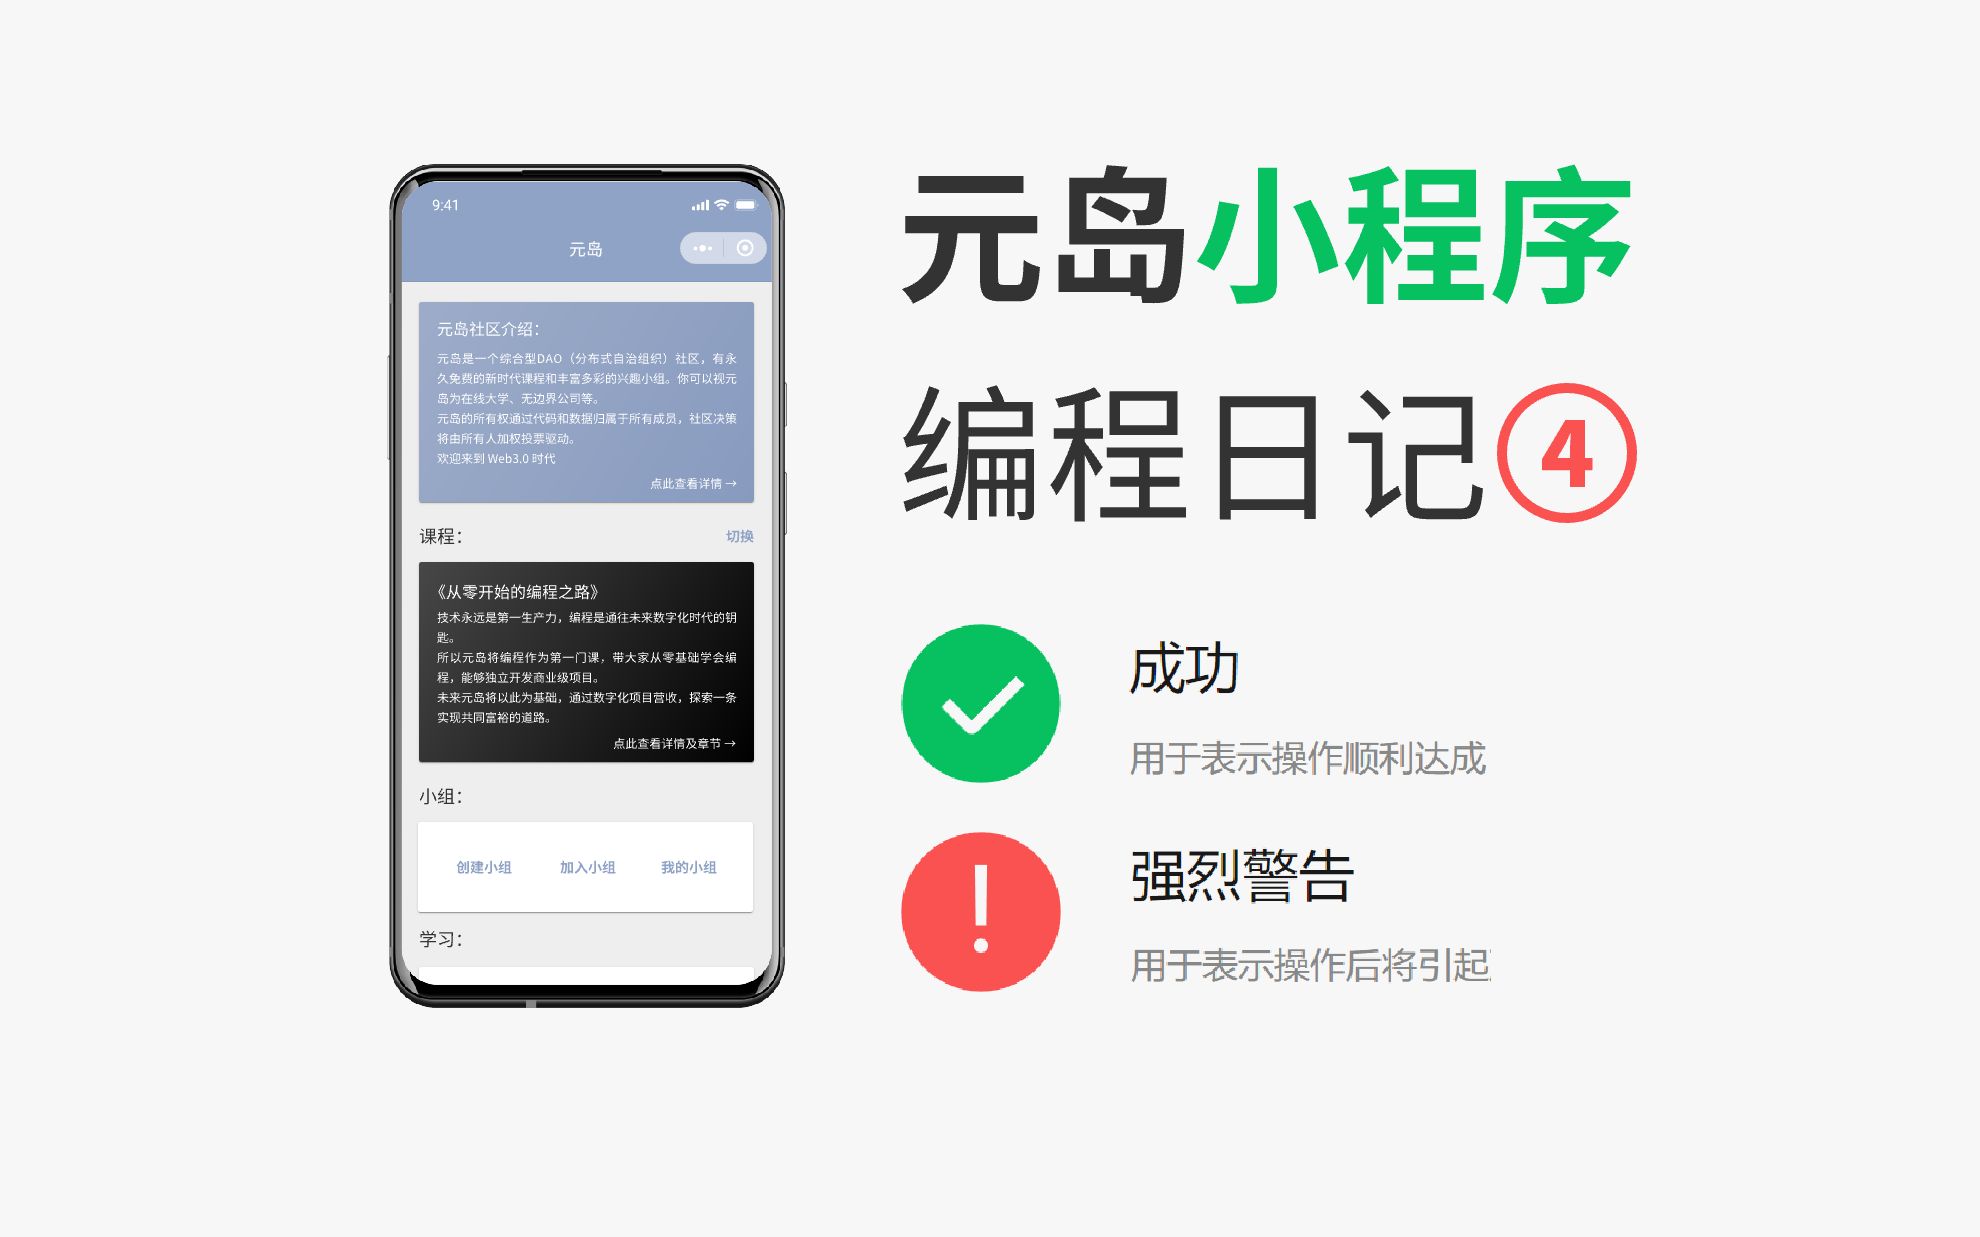 元岛小程序
编程日记④
9:41
元岛
元岛社区介绍：
元岛是一个综合型DAO（分布式自治组织）社区，有永
久免费的新时代课程和丰富多彩的兴趣小组。你可以视元
岛为在线大学、无边界公司等。
元岛的所有权通过代码和数据归属于所有成员，社区决策
将由所有人加权投票驱动。
欢迎来到 Web3.0 时代
点此查看详情 →
课程：
切换
《从零开始的编程之路》
技术永远是第一生产力，编程是通往未来数字化时代的钥
匙。
所以元岛将编程作为第一门课，带大家从零基础学会编
程，能够独立开发商业级项目。
未来元岛将以此为基础，通过数字化项目营收，探索一条
实现共同富裕的道路。
点此查看详情及章节 →
小组：
创建小组 加入小组 我的小组
学习：
成功
用于表示操作顺利达成
强烈警告
用于表示操作后将引起